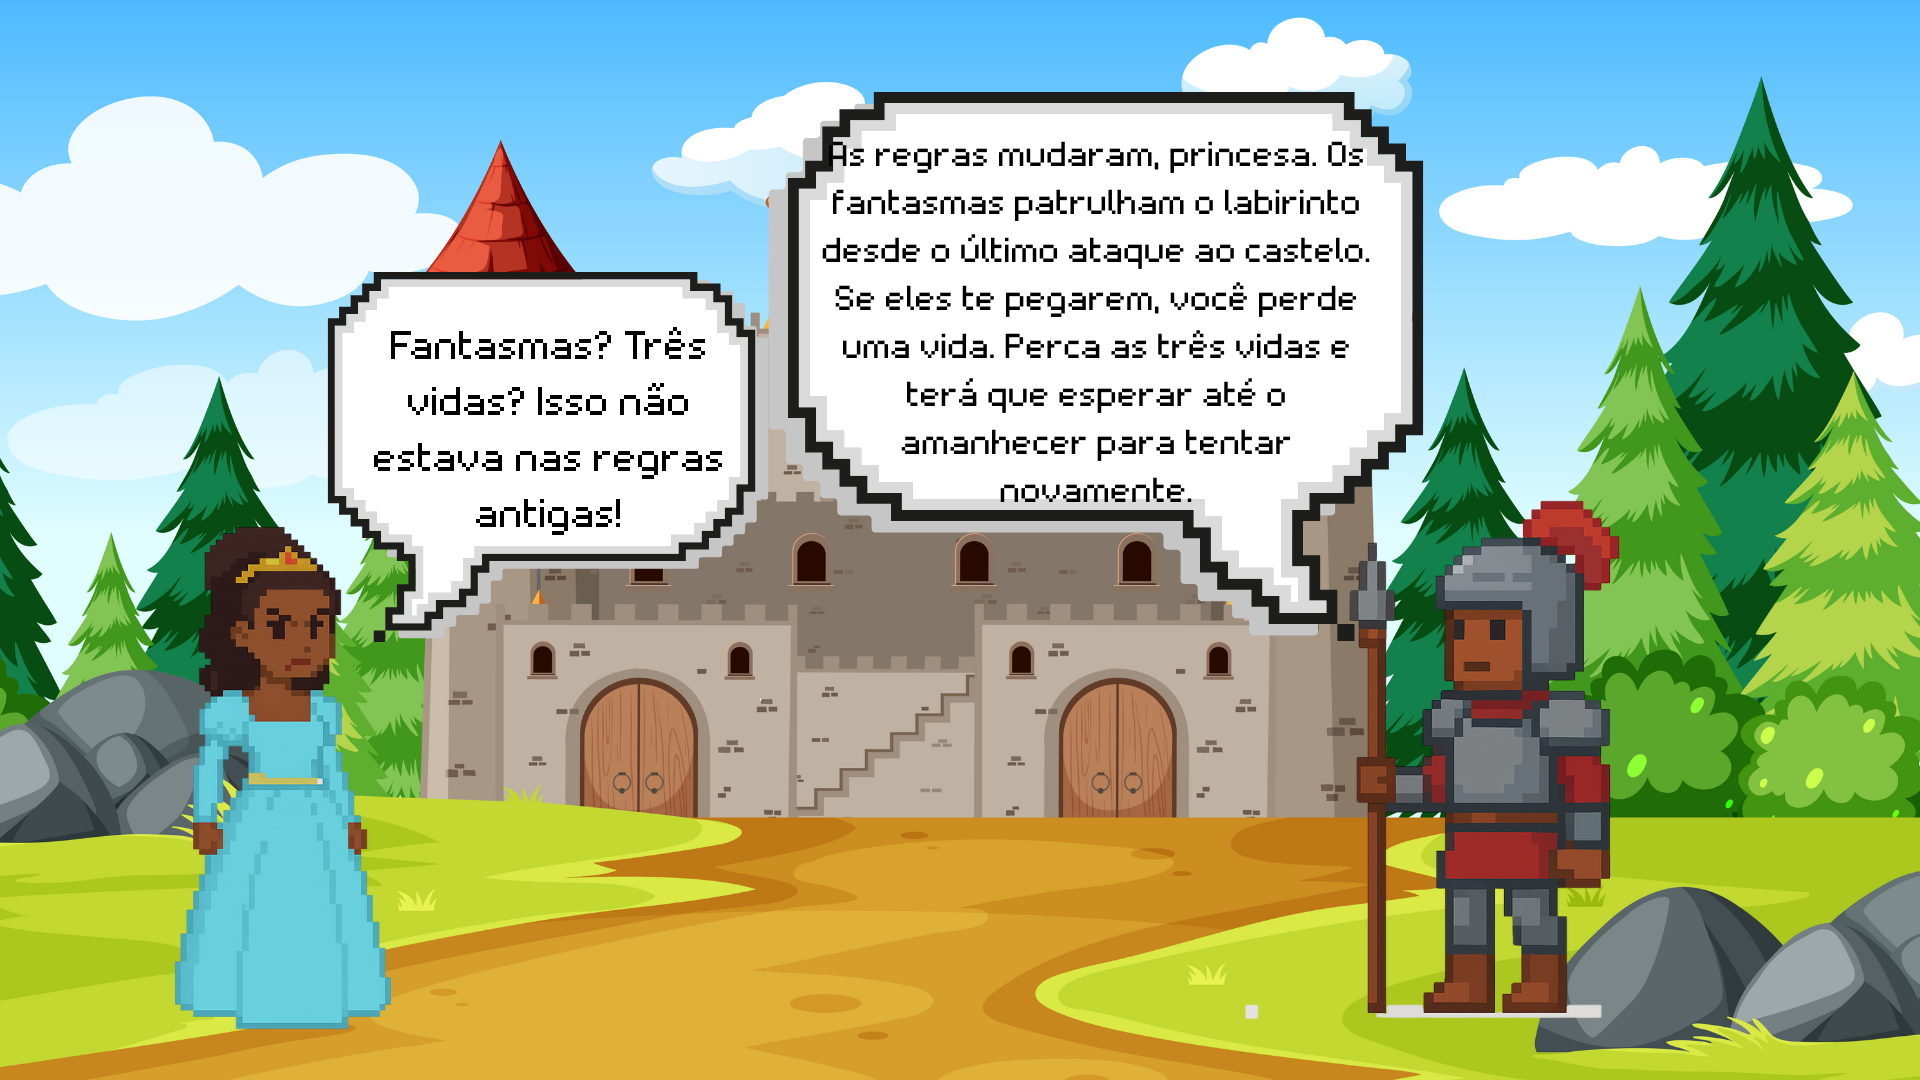 Fantasmas? Três
vidas? Isso não
estava nas regras
antigas!
As regras mudaram, princesa. Os
fantasmas patrulham o labirinto
desde o último ataque ao castelo.
Se eles te pegarem, você perde
uma vida. Perca as três vidas e
terá que esperar até o
amanhecer para tentar
novamente.